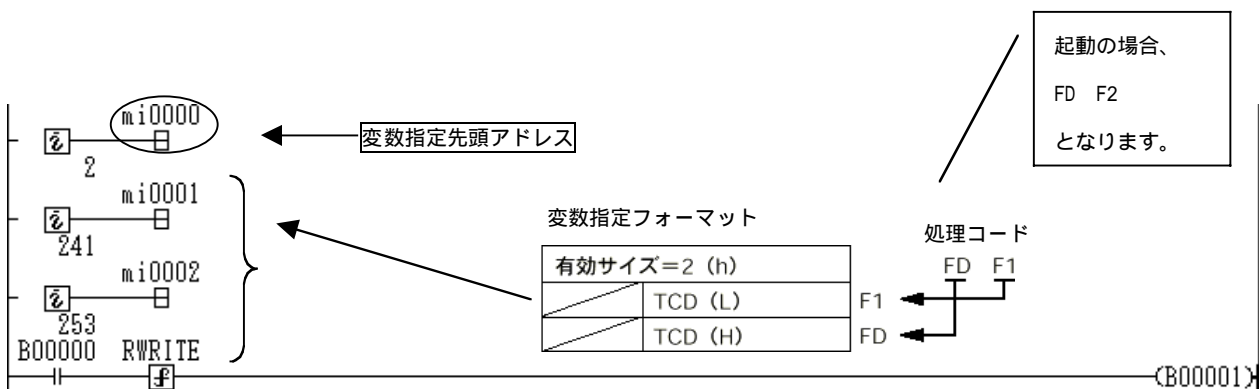 起動の場合、
FD F2
となります。
mi0000
変数指定先頭アドレス
2
mi0001
241
mi0002
253
B00000 RWRITE
(B00001)
変数指定フォーマット
有効サイズ=2 (h)
TCD (L)
TCD (H)
F1
FD
処理コード
FD F1